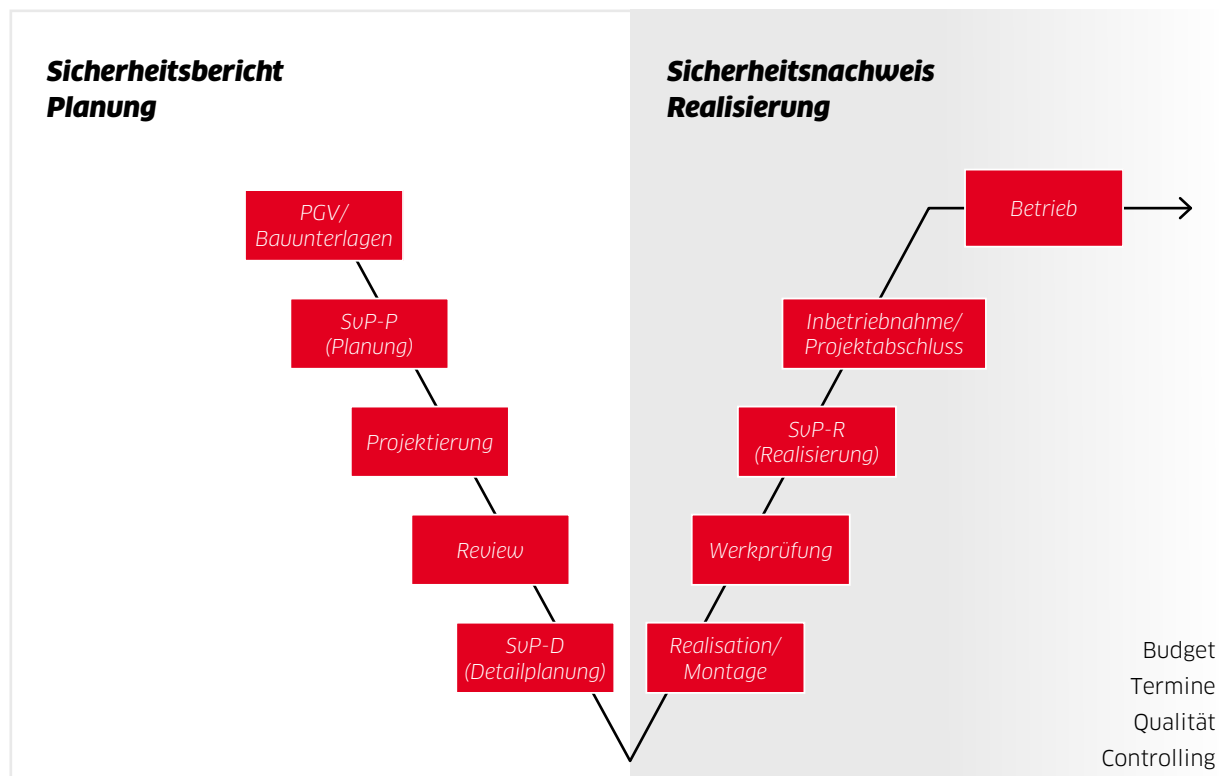 Sicherheitsbericht
Planung
PGV/
Bauunterlagen
SvP-P
(Planung)
Projektierung
Review
SvP-D
(Detailplanung)
Sicherheitsnachweis
Realisierung
Betrieb
Inbetriebnahme/
Projektabschluss
SvP-R
(Realisierung)
Werkprüfung
Realisation/
Montage
Budget
Termine
Qualität
Controlling